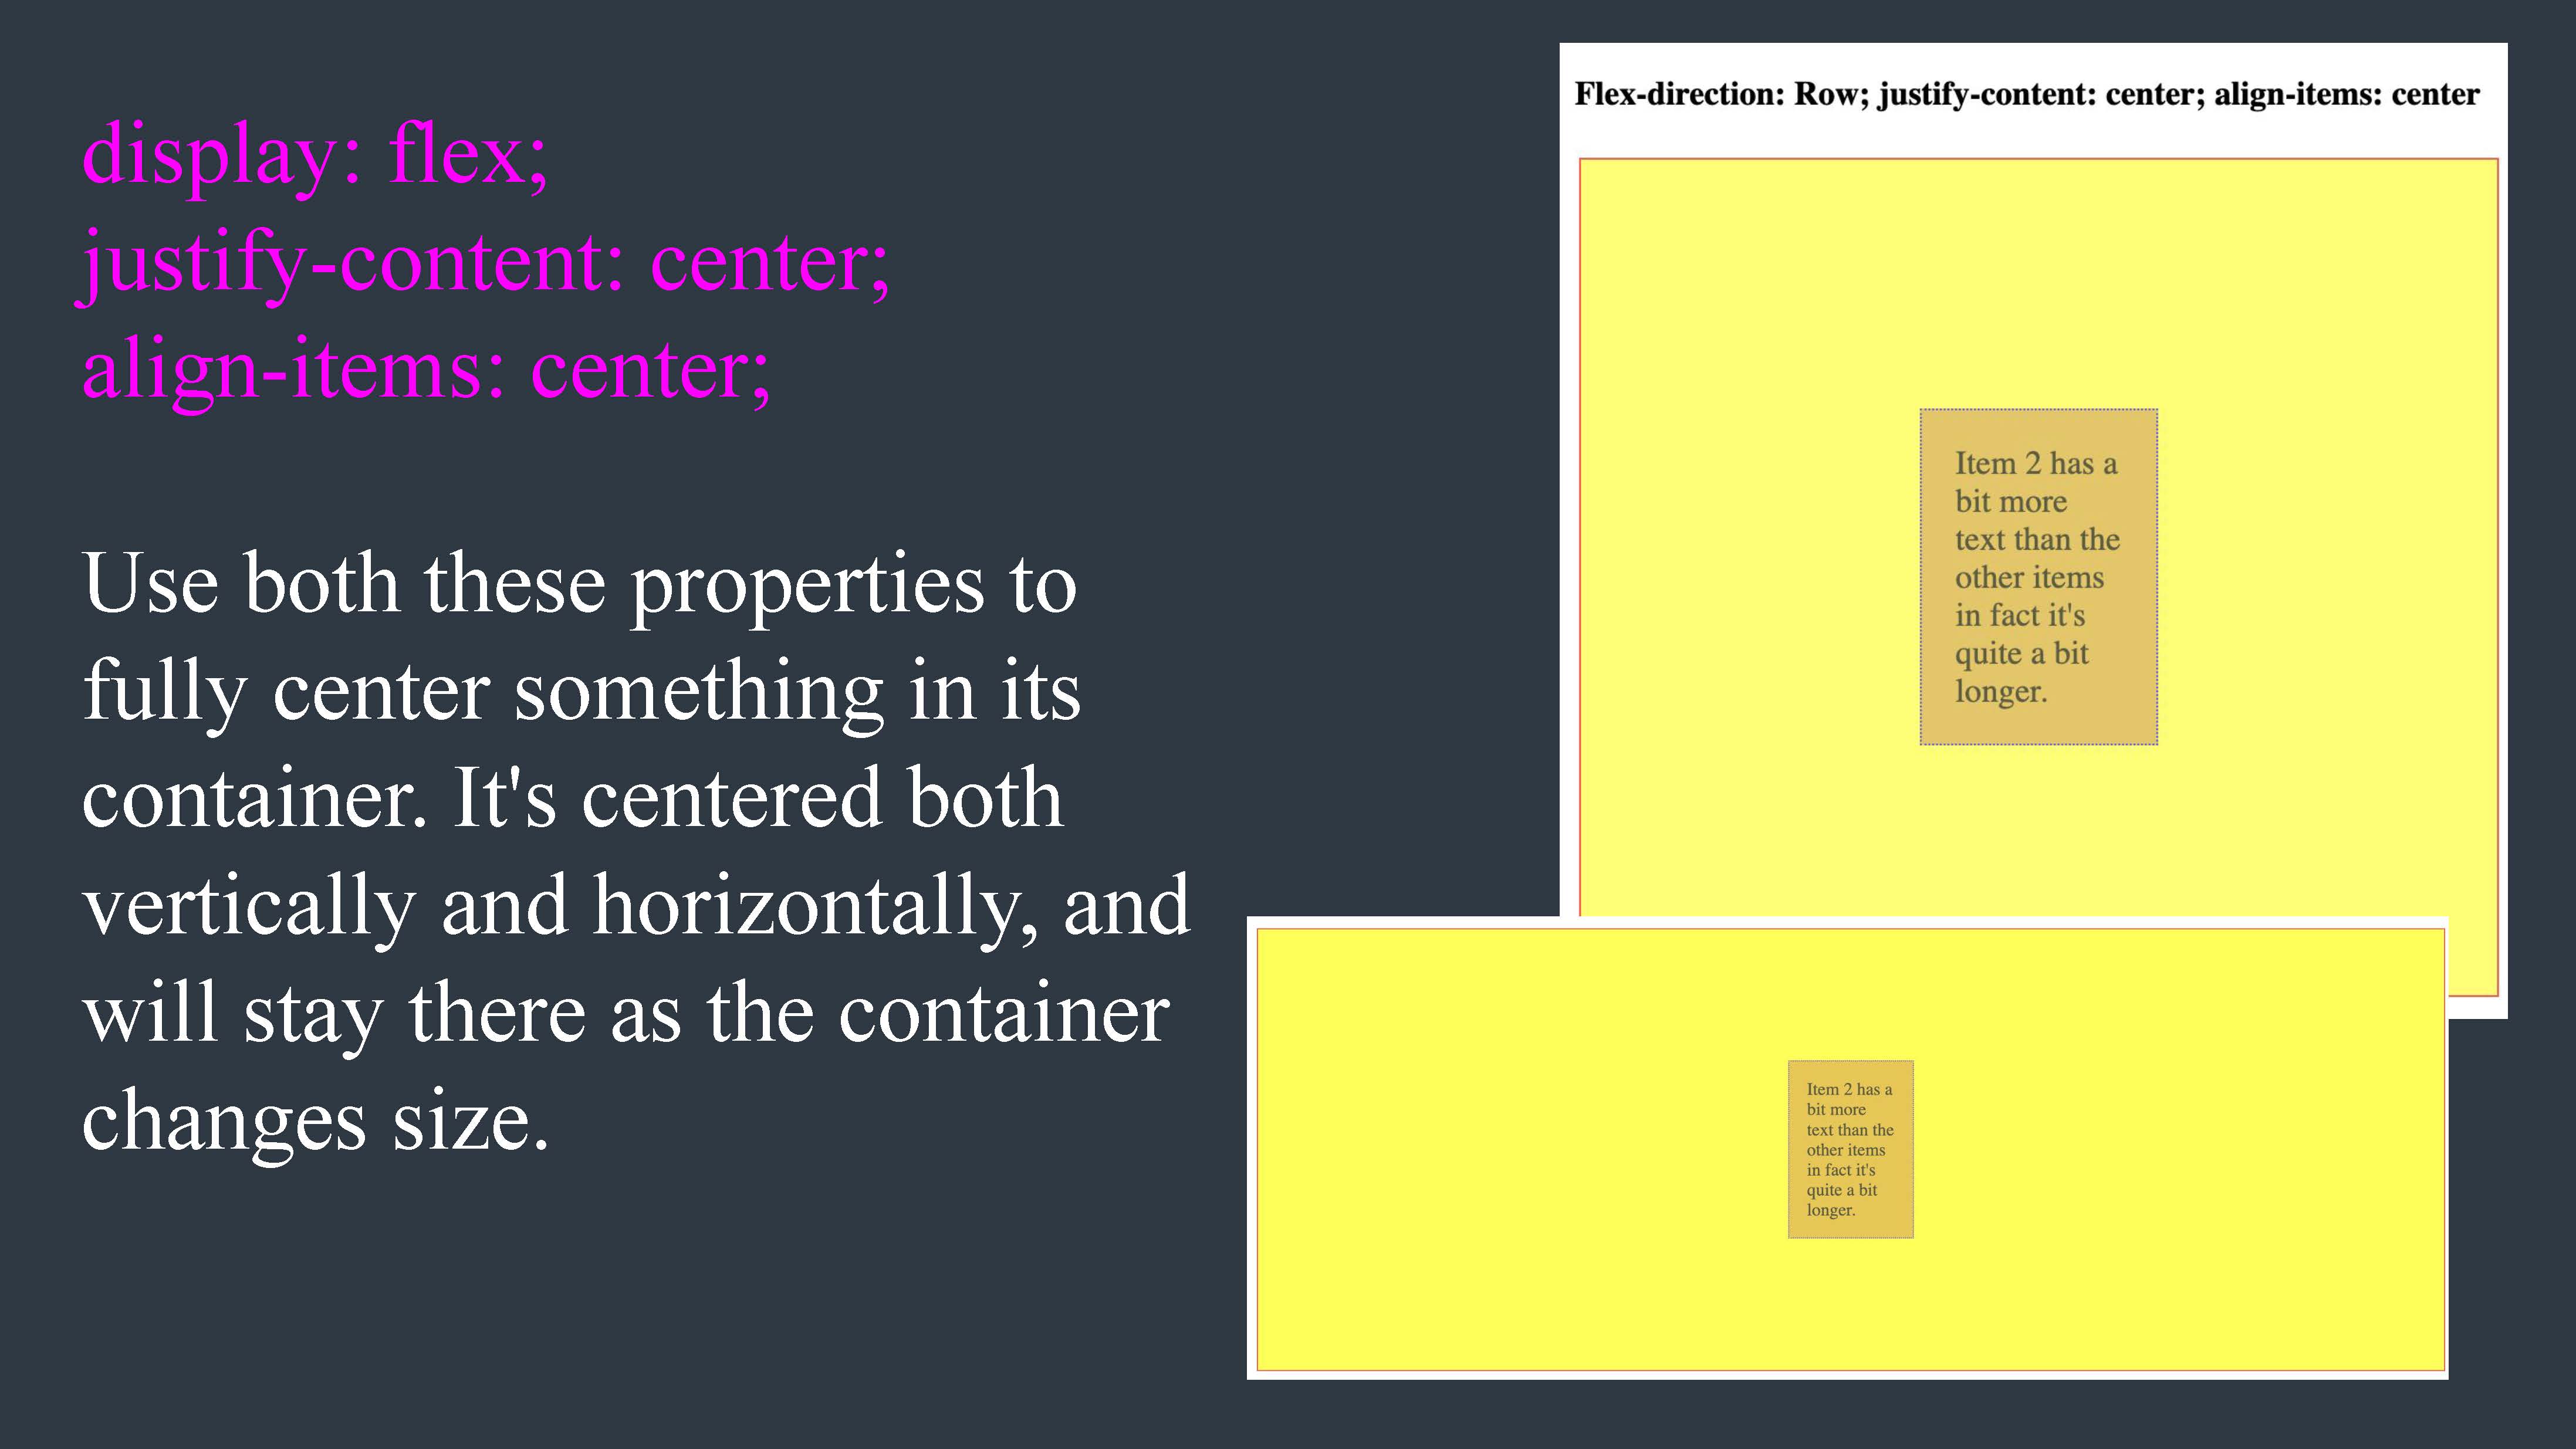 display: flex;
justify-content: center;
align-items: center;
Use both these properties to
fully center something in its
container. It's centered both
vertically and horizontally, and
will stay there as the container
changes size.
Flex-direction: Row; justify-content: center; align-items: center
Item 2 has a
bit more
text than the
other items
in fact it's
quite a bit
longer.
Item 2 has a
bit more
text than the
other items
in fact it's
quite a bit
longer.